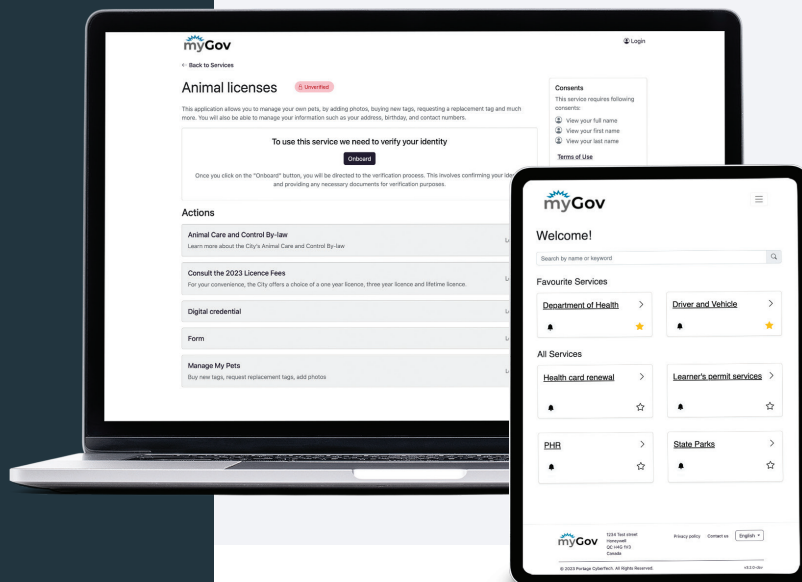 myGov
Login
← Back to Services
Animal licenses
Unverified
This application allows you to manage your own pets, by adding photos, buying new tags, requesting a replacement tag and much
more. You will also be able to manage your information such as your address, birthday, and contact numbers.
To use this service we need to verify your identity
Onboard
Once you click on the "Onboard" button, you will be directed to the verification process. This involves confirming your
and providing any necessary documents for verification purposes.
Consents
This service requires following
consents:
View your full name
View your first name
View your last name
Terms of Use
Actions
Animal Care and Control By-law
Learn more about the City's Animal Care and Control By-law
Consult the 2023 Licence Fees
For your convenience, the City offers a choice of a one year licence, three year licence and lifetime licence.
Digital credential
Form
Manage My Pets
Buy new tags, request replacement tags, add photos
myGov
Welcome!
Search by name or keyword
Favourite Services
Department of Health
Driver and Vehicle
All Services
Health card renewal
Learner's permit services
PHR
State Parks
myGov
1234 Test street
Honeywell
QC H4G 1V3
Canada
Privacy policy
Contact us
English
© 2023 Portage CyberTech. All Rights Reserved.
v3.2.0-dev